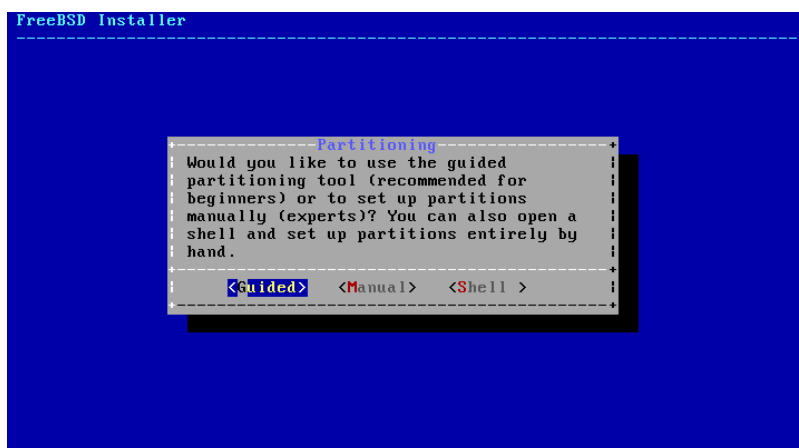 FreeBSD Installer
Partitioning
Would you like to use the guided
partitioning tool (recommended for
beginners) or to set up partitions
manually (experts)? You can also open a
shell and set up partitions entirely by
hand.
<Guided> <Manual> <Shell >